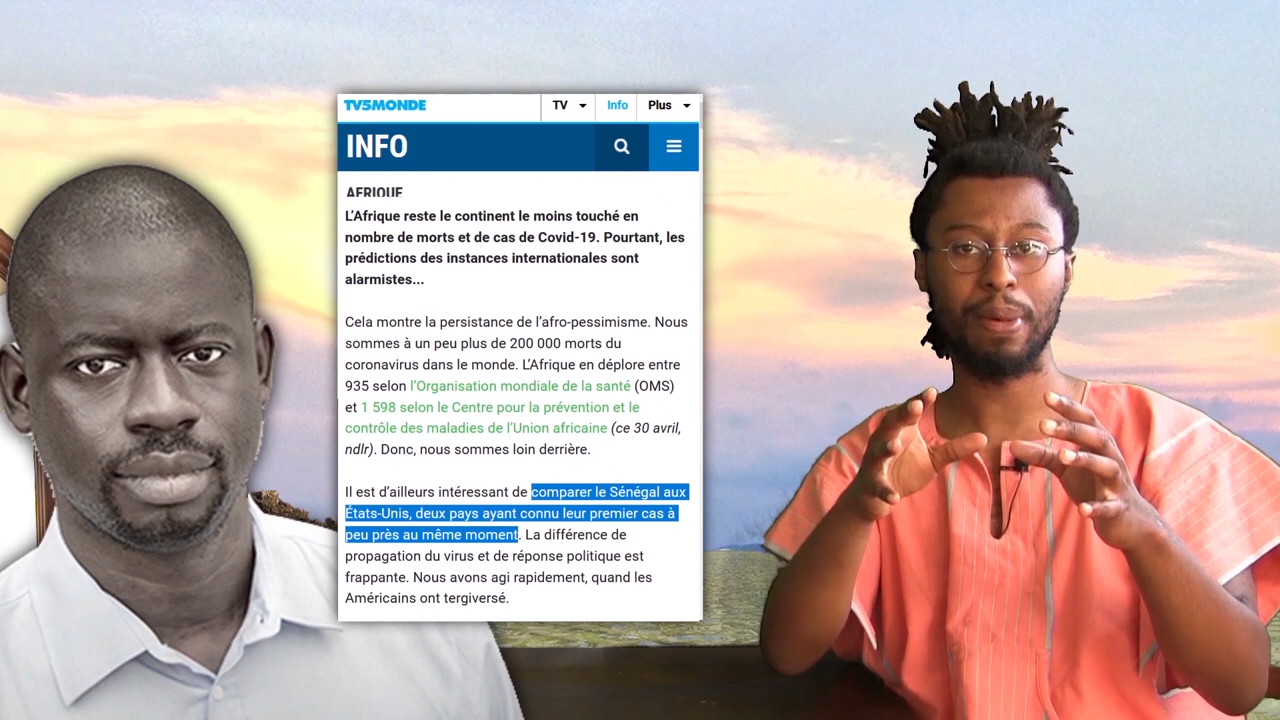 TV5MONDE
TV
Info
Plus
INFO
AFRIQUE
L’Afrique reste le continent le moins touché en
nombre de morts et de cas de Covid-19. Pourtant, les
prédictions des instances internationales sont
alarmistes...
Cela montre la persistance de l’afro-pessimisme. Nous
sommes à un peu plus de 200 000 morts du
coronavirus dans le monde. L’Afrique en déplore entre
935 selon l’Organisation mondiale de la santé (OMS)
et 1 598 selon le Centre pour la prévention et le
contrôle des maladies de l’Union africaine (ce 30 avril,
ndlr). Donc, nous sommes loin derrière.
Il est d’ailleurs intéressant de comparer le Sénégal aux
États-Unis, deux pays ayant connu leur premier cas à
peu près au même moment. La différence de
propagation du virus et de réponse politique est
frappante. Nous avons agi rapidement, quand les
Américains ont tergiversé.